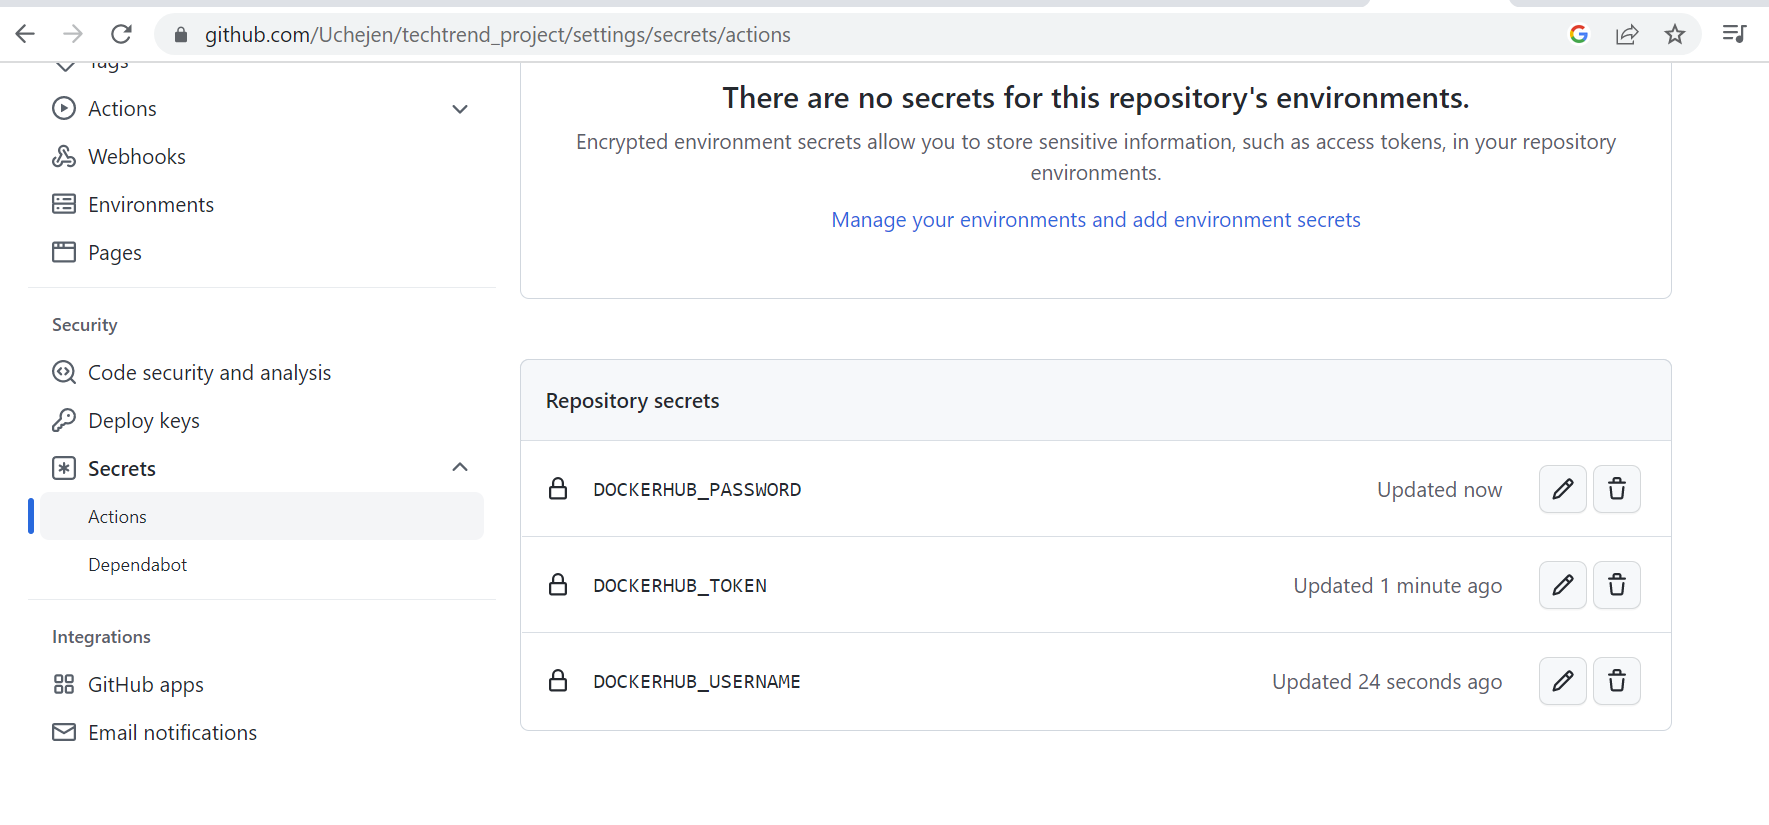 github.com/Uchejen/techtrend_project/settings/secrets/actions
Tags
Actions
Webhooks
Environments
Pages
Security
Code security and analysis
Deploy keys
Secrets
Actions
Dependabot
Integrations
GitHub apps
Email notifications
There are no secrets for this repository's environments.
Encrypted environment secrets allow you to store sensitive information, such as access tokens, in your repository
environments.
Manage your environments and add environment secrets
Repository secrets
DOCKERHUB_PASSWORD Updated now
DOCKERHUB_TOKEN Updated 1 minute ago
DOCKERHUB_USERNAME Updated 24 seconds ago